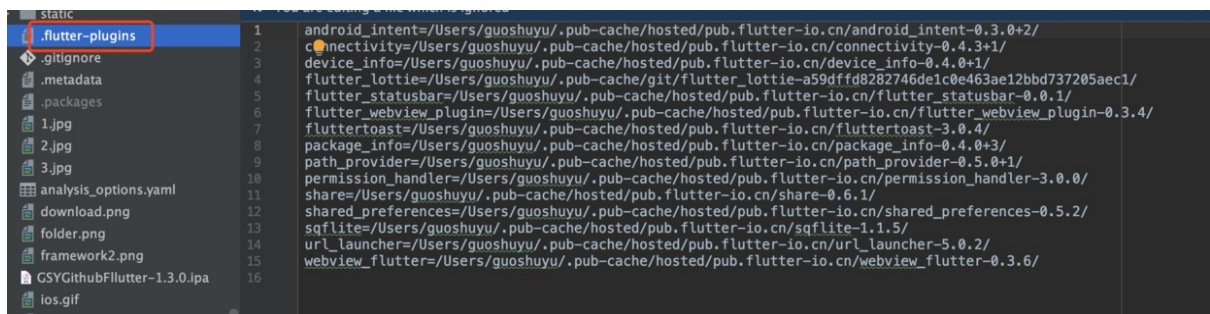 static
.flutter-plugins
.gitignore
.metadata
.packages
1.jpg
2.jpg
3.jpg
analysis_options.yaml
download.png
folder.png
framework2.png
GSYGithubFllutter-1.3.0.ipa
ios.gif
You are editing a file which is ignored
1 android_intent=/Users/guoshuyu/.pub-cache/hosted/pub.flutter-io.cn/android_intent-0.3.0+2/
2 connectivity=/Users/guoshuyu/.pub-cache/hosted/pub.flutter-io.cn/connectivity-0.4.3+1/
3 device_info=/Users/guoshuyu/.pub-cache/hosted/pub.flutter-io.cn/device_info-0.4.0+1/
4 flutter_lottie=/Users/guoshuyu/.pub-cache/git/flutter_lottie-a59dffd8282746de1c0e463ae12bbd737205aec1/
5 flutter_statusbar=/Users/guoshuyu/.pub-cache/hosted/pub.flutter-io.cn/flutter_statusbar-0.0.1/
6 flutter_webview_plugin=/Users/guoshuyu/.pub-cache/hosted/pub.flutter-io.cn/flutter_webview_plugin-0.3.4/
7 fluttertoast=/Users/guoshuyu/.pub-cache/hosted/pub.flutter-io.cn/fluttertoast-3.0.4/
8 package_info=/Users/guoshuyu/.pub-cache/hosted/pub.flutter-io.cn/package_info-0.4.0+3/
9 path_provider=/Users/guoshuyu/.pub-cache/hosted/pub.flutter-io.cn/path_provider-0.5.0+1/
10 permission_handler=/Users/guoshuyu/.pub-cache/hosted/pub.flutter-io.cn/permission_handler-3.0.0/
11 share=/Users/guoshuyu/.pub-cache/hosted/pub.flutter-io.cn/share-0.6.1/
12 shared_preferences=/Users/guoshuyu/.pub-cache/hosted/pub.flutter-io.cn/shared_preferences-0.5.2/
13 sqflite=/Users/guoshuyu/.pub-cache/hosted/pub.flutter-io.cn/sqflite-1.1.5/
14 url_launcher=/Users/guoshuyu/.pub-cache/hosted/pub.flutter-io.cn/url_launcher-5.0.2/
15 webview_flutter=/Users/guoshuyu/.pub-cache/hosted/pub.flutter-io.cn/webview_flutter-0.3.6/
16